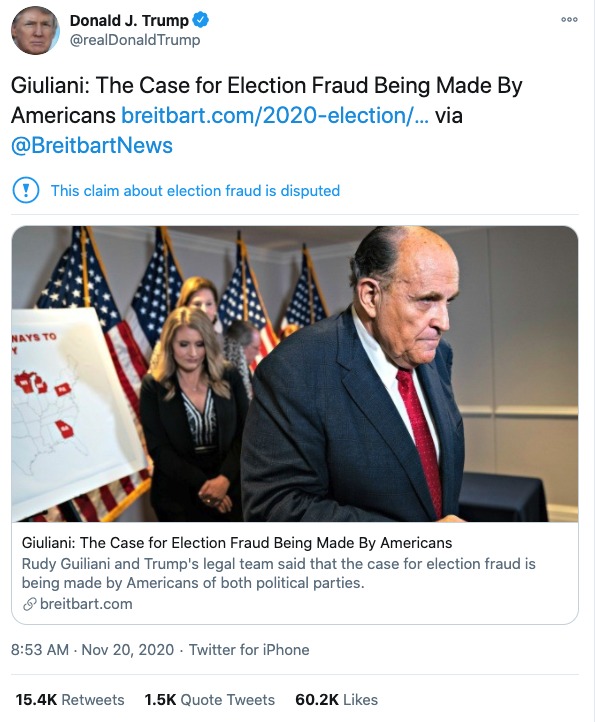 Donald J. Trump
@realDonaldTrump
Giuliani: The Case for Election Fraud Being Made By
Americans breitbart.com/2020-election/... via
@BreitbartNews
This claim about election fraud is disputed
WAYS TO
Y
PA
GA
Giuliani: The Case for Election Fraud Being Made By Americans
Rudy Guiliani and Trump's legal team said that the case for election fraud is
being made by Americans of both political parties.
breitbart.com
8:53 AM · Nov 20, 2020 · Twitter for iPhone
15.4K Retweets 1.5K Quote Tweets 60.2K Likes